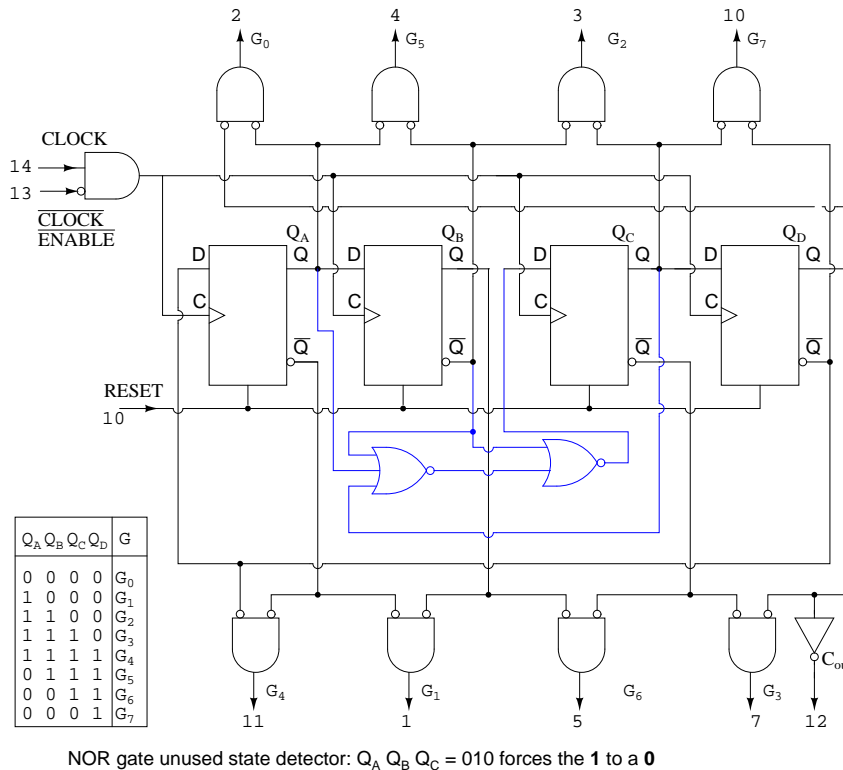 2 4 3 10
G0 G5 G2 G7
CLOCK
14
13
CLOCK
ENABLE
QA QB QC QD
D Q D Q D Q D Q
C C C C
Q Q Q Q
RESET
10
QA QB QC QD G
0 0 0 0 G0
1 0 0 0 G1
1 1 0 0 G2
1 1 1 0 G3
1 1 1 1 G4
0 1 1 1 G5
0 0 1 1 G6
0 0 0 1 G7
G4 G1 G6 G3 Cou
11 1 5 7 12
NOR gate unused state detector: QA QB QC = 010 forces the 1 to a 0